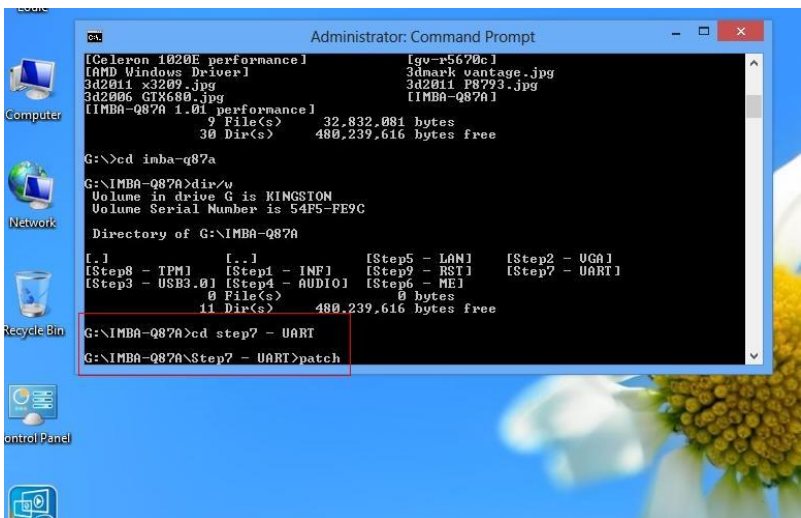 Administrator: Command Prompt
[Celeron 1020E performance] [gv-r5670c]
[AMD Windows Driver] 3dmark vantage.jpg
3d2011 x3209.jpg 3d2011 P8793.jpg
3d2006 GTX680.jpg [IMBA-Q87A]
[IMBA-Q87A 1.01 performance]
9 File(s) 32,832,081 bytes
30 Dir(s) 480,239,616 bytes free
G:\>cd imba-q87a
G:\IMBA-Q87A>dir/w
Volume in drive G is KINGSTON
Volume Serial Number is 54F5-FE9C
Directory of G:\IMBA-Q87A
[.] [..] [Step5 - LAN] [Step2 - VGA]
[Step8 - TPM] [Step1 - INF] [Step9 - RST] [Step7 - UART]
[Step3 - USB3.0] [Step4 - AUDIO] [Step6 - ME]
0 File(s) 0 bytes
11 Dir(s) 480,239,616 bytes free
G:\IMBA-Q87A>cd step7 - UART
G:\IMBA-Q87A\Step7 - UART>patch
Computer
Network
Recycle Bin
ontrol Panel